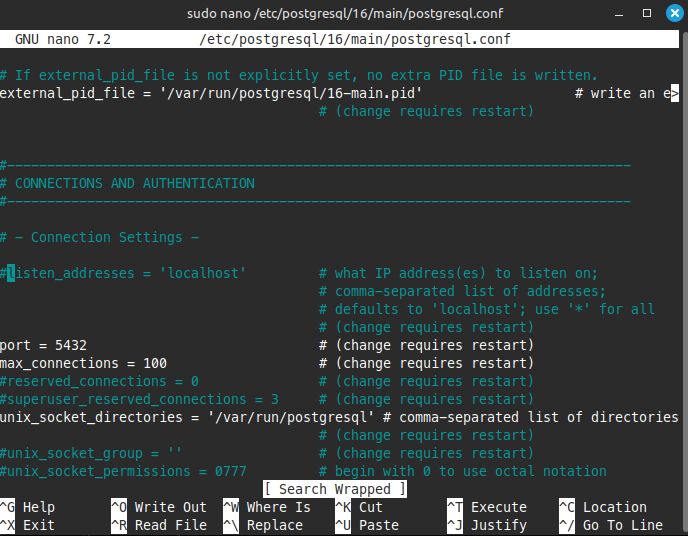 sudo nano /etc/postgresql/16/main/postgresql.conf
GNU nano 7.2 /etc/postgresql/16/main/postgresql.conf
# If external_pid_file is not explicitly set, no extra PID file is written.
external_pid_file = '/var/run/postgresql/16-main.pid' # write an e>
# (change requires restart)
#------------------------------------------------------------------------------
# CONNECTIONS AND AUTHENTICATION
#------------------------------------------------------------------------------
# - Connection Settings -
#listen_addresses = 'localhost' # what IP address(es) to listen on;
# comma-separated list of addresses;
# defaults to 'localhost'; use '*' for all
# (change requires restart)
port = 5432 # (change requires restart)
max_connections = 100 # (change requires restart)
#reserved_connections = 0 # (change requires restart)
#superuser_reserved_connections = 3 # (change requires restart)
unix_socket_directories = '/var/run/postgresql' # comma-separated list of directories
# (change requires restart)
#unix_socket_group = '' # (change requires restart)
#unix_socket_permissions = 0777 # begin with 0 to use octal notation
[ Search Wrapped ]
^G Help ^O Write Out ^W Where Is ^K Cut ^T Execute ^C Location
^X Exit ^R Read File ^\ Replace ^U Paste ^J Justify ^/ Go To Line